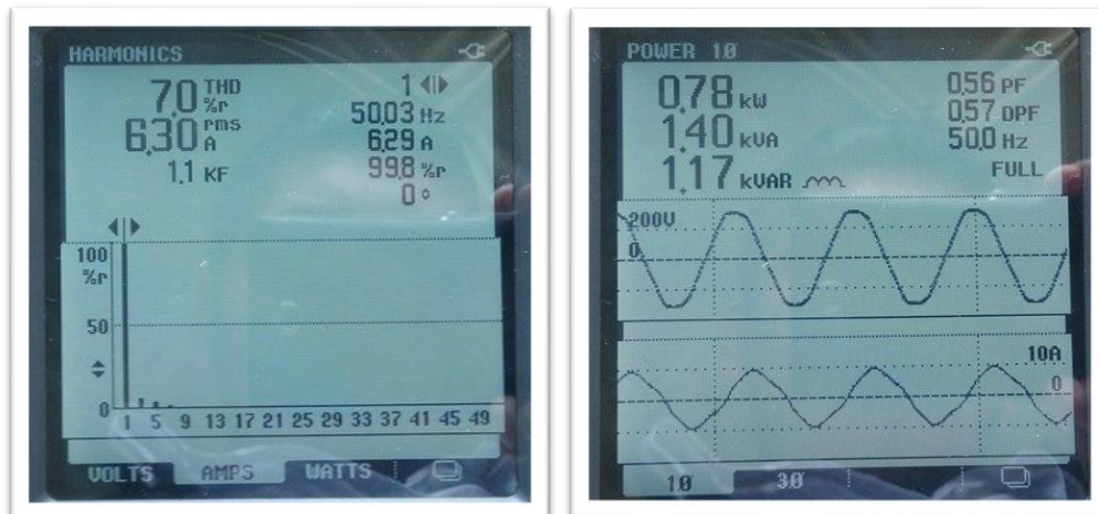 HARMONICS
7.0 THD %r
6.30 rms A
1.1 KF
1
50.03 Hz
6.29 A
99.8 %r
0 °
100
%r
50
0
1 5 9 13 17 21 25 29 33 37 41 45 49
VOLTS AMPS WATTS
POWER 1Ø
0.78 kW
1.40 kVA
1.17 kVAR
0.56 PF
0.57 DPF
50.0 Hz
FULL
200V
0
10A
0
1Ø 3Ø